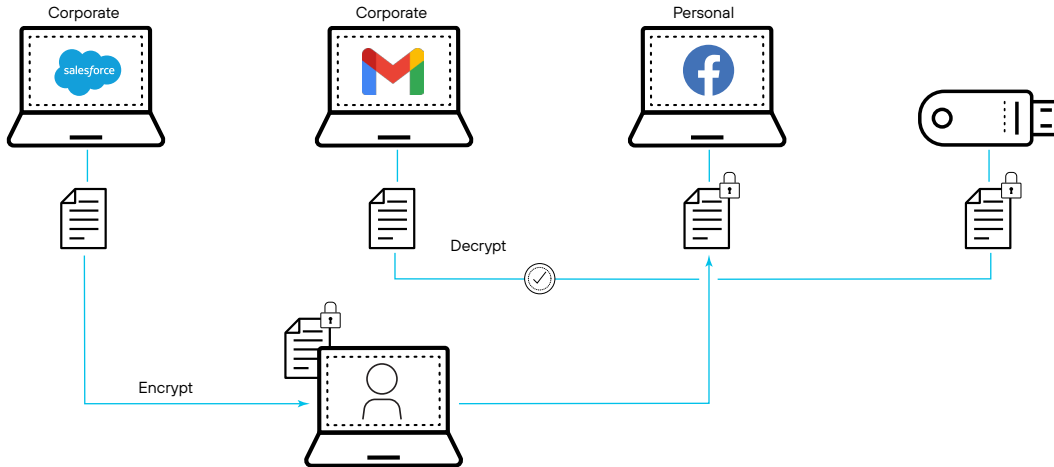 Corporate
Corporate
Personal
salesforce
Decrypt
Encrypt